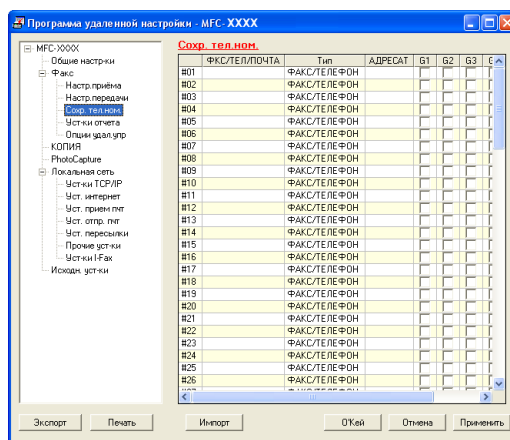 Программа удаленной настройки - MFC-XXXX
MFC-XXXX
Общие настр-ки
Факс
Настр.приёма
Настр.передачи
Сохр. тел.ном.
Уст-ки отчета
Опции удал.упр
КОПИЯ
PhotoCapture
Локальная сеть
Уст-ки TCP/IP
Уст. интернет
Уст. прием пчт
Уст. отпр. пчт
Уст. пересылки
Прочие уст-ки
Уст-ки I-Fax
Исходн. уст-ки
Сохр. тел.ном.
ФКС/ТЕЛ/ПОЧТА Тип АДРЕСАТ G1 G2 G3
#01 ФАКС/ТЕЛЕФОН
#02 ФАКС/ТЕЛЕФОН
#03 ФАКС/ТЕЛЕФОН
#04 ФАКС/ТЕЛЕФОН
#05 ФАКС/ТЕЛЕФОН
#06 ФАКС/ТЕЛЕФОН
#07 ФАКС/ТЕЛЕФОН
#08 ФАКС/ТЕЛЕФОН
#09 ФАКС/ТЕЛЕФОН
#10 ФАКС/ТЕЛЕФОН
#11 ФАКС/ТЕЛЕФОН
#12 ФАКС/ТЕЛЕФОН
#13 ФАКС/ТЕЛЕФОН
#14 ФАКС/ТЕЛЕФОН
#15 ФАКС/ТЕЛЕФОН
#16 ФАКС/ТЕЛЕФОН
#17 ФАКС/ТЕЛЕФОН
#18 ФАКС/ТЕЛЕФОН
#19 ФАКС/ТЕЛЕФОН
#20 ФАКС/ТЕЛЕФОН
#21 ФАКС/ТЕЛЕФОН
#22 ФАКС/ТЕЛЕФОН
#23 ФАКС/ТЕЛЕФОН
#24 ФАКС/ТЕЛЕФОН
#25 ФАКС/ТЕЛЕФОН
#26 ФАКС/ТЕЛЕФОН
Экспорт Печать Импорт О'Кей Отмена Применить